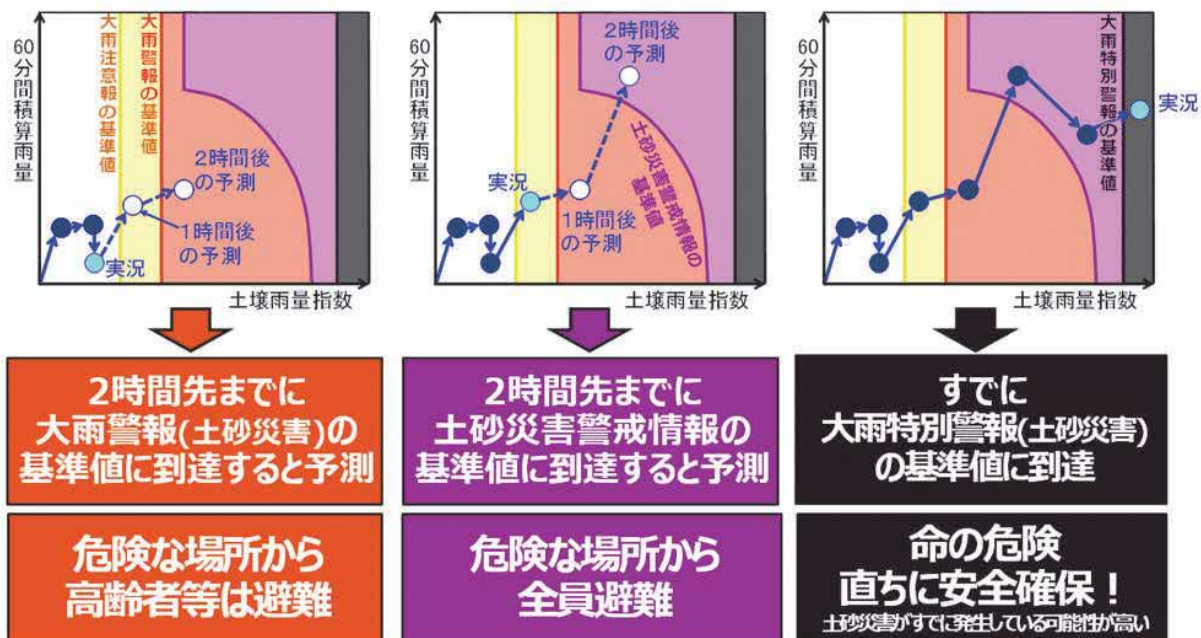 60分間積算雨量
大雨注意報の基準値
大雨警報の基準値
2時間後
の予測
1時間後
の予測
実況
土壌雨量指数
2時間先までに
大雨警報(土砂災害)の
基準値に到達すると予測
危険な場所から
高齢者等は避難
60分間積算雨量
2時間後
の予測
実況
1時間後
の予測
土砂災害警戒情報の
基準値
土壌雨量指数
2時間先までに
土砂災害警戒情報の
基準値に到達すると予測
危険な場所から
全員避難
60分間積算雨量
大雨特別警報の基準値
実況
土壌雨量指数
すでに
大雨特別警報(土砂災害)
の基準値に到達
命の危険
直ちに安全確保!
土砂災害がすでに発生している可能性が高い